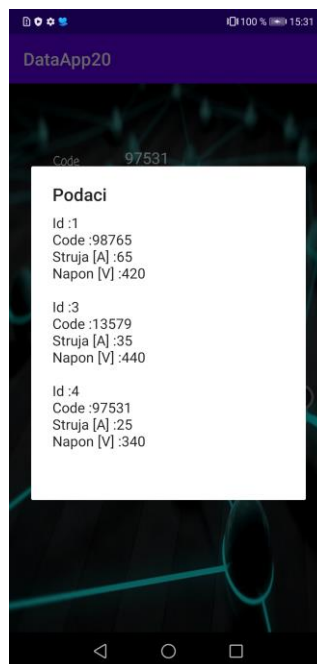 100 % 15:31
DataApp20
Code 97531
Podaci
Id :1
Code :98765
Struja [A] :65
Napon [V] :420
Id :3
Code :13579
Struja [A] :35
Napon [V] :440
Id :4
Code :97531
Struja [A] :25
Napon [V] :340